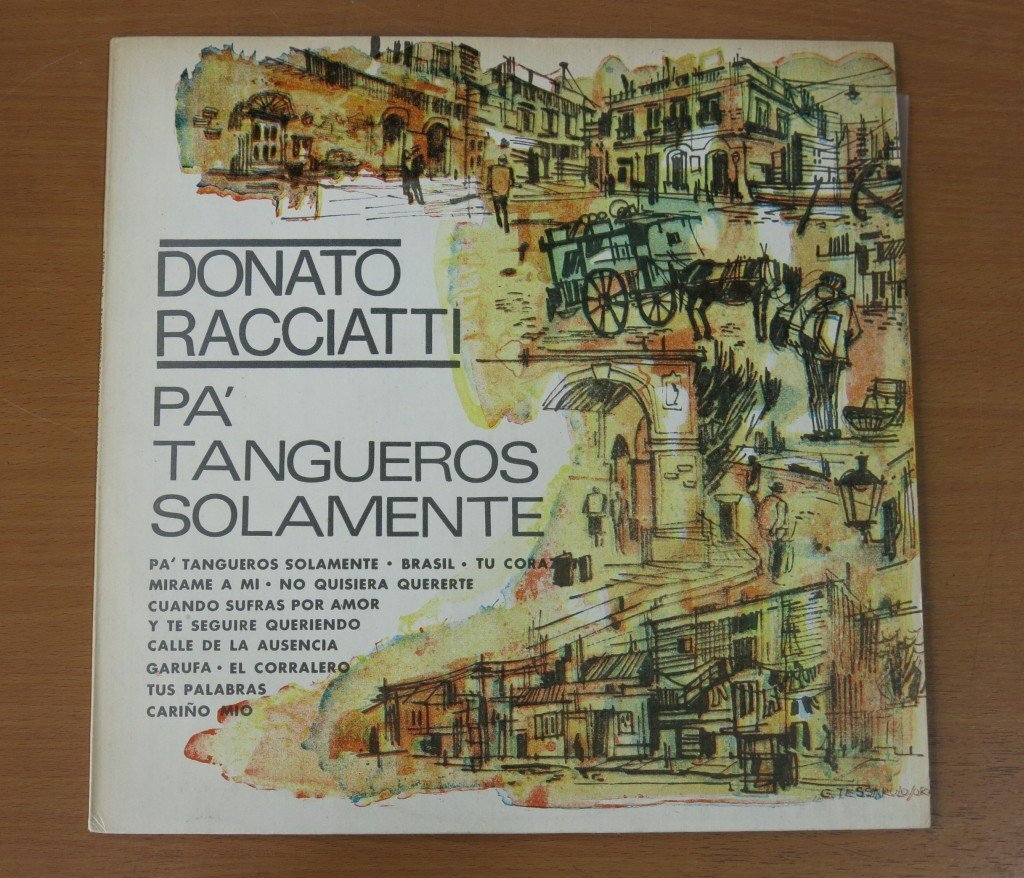 DONATO
RACCIATTI
PA'
TANGUEROS
SOLAMENTE
PA' TANGUEROS SOLAMENTE • BRASIL • TU CORAZON
MIRAME A MI • NO QUISIERA QUERERTE
CUANDO SUFRAS POR AMOR
Y TE SEGUIRE QUERIENDO
CALLE DE LA AUSENCIA
GARUFA • EL CORRALERO
TUS PALABRAS
CARIÑO MIO